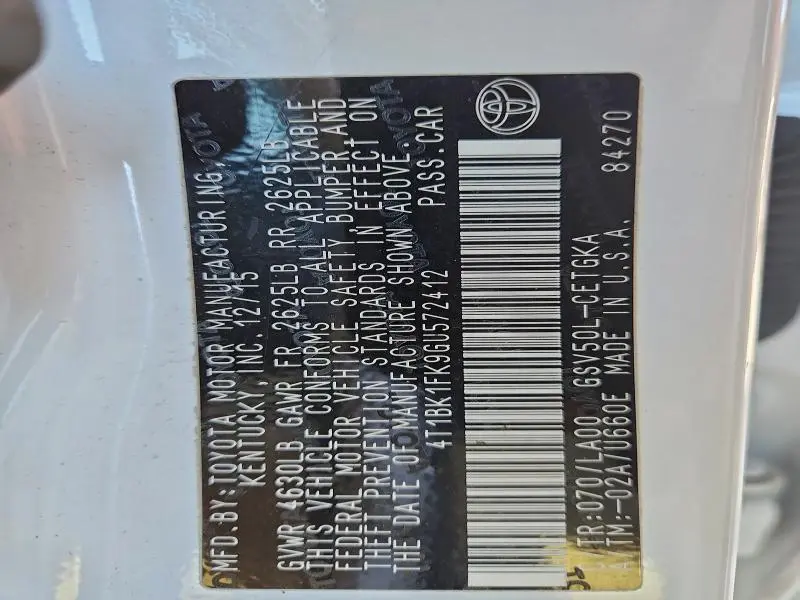 MFD.BY:TOYOTA MOTOR MANUFACTURING,
KENTUCKY, INC. 12/15
GVWR 4630LB GAWR FR 2625LB RR 2625LB
THIS VEHICLE CONFORMS TO ALL APPLICABLE
FEDERAL MOTOR VEHICLE SAFETY, BUMPER AND
THEFT PREVENTION STANDARDS IN EFFECT ON
THE DATE OF MANUFACTURE SHOWN ABOVE.
4T1BK1FK9GU572412 PASS.CAR
C/TR:070/LA00 GSV50L-CETGKA
A/TM:-02A/U660E MADE IN U.S.A. 84270